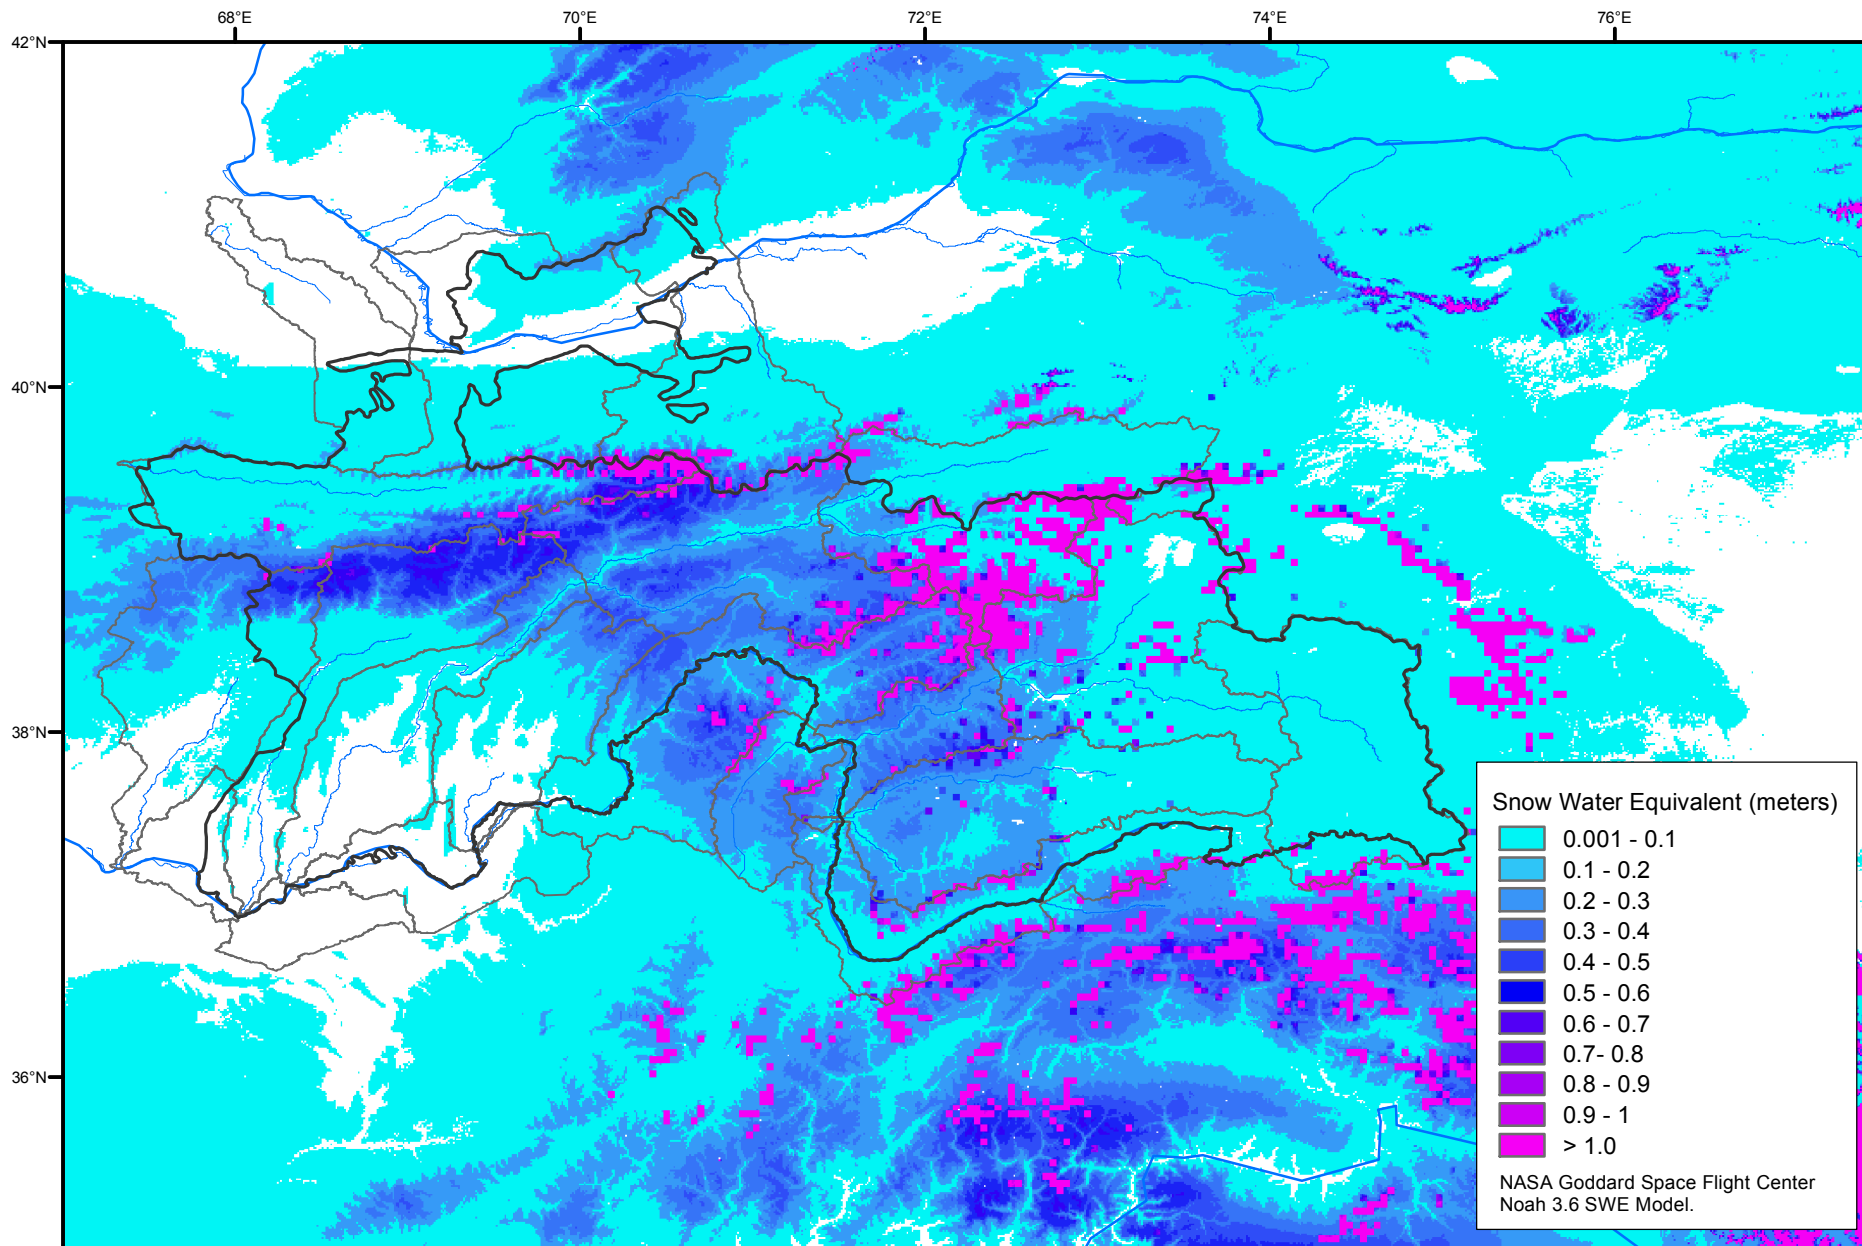 68°E 70°E 72°E 74°E 76°E
42°N
40°N
38°N
36°N
Snow Water Equivalent (meters)
0.001 - 0.1
0.1 - 0.2
0.2 - 0.3
0.3 - 0.4
0.4 - 0.5
0.5 - 0.6
0.6 - 0.7
0.7- 0.8
0.8 - 0.9
0.9 - 1
> 1.0
NASA Goddard Space Flight Center
Noah 3.6 SWE Model.